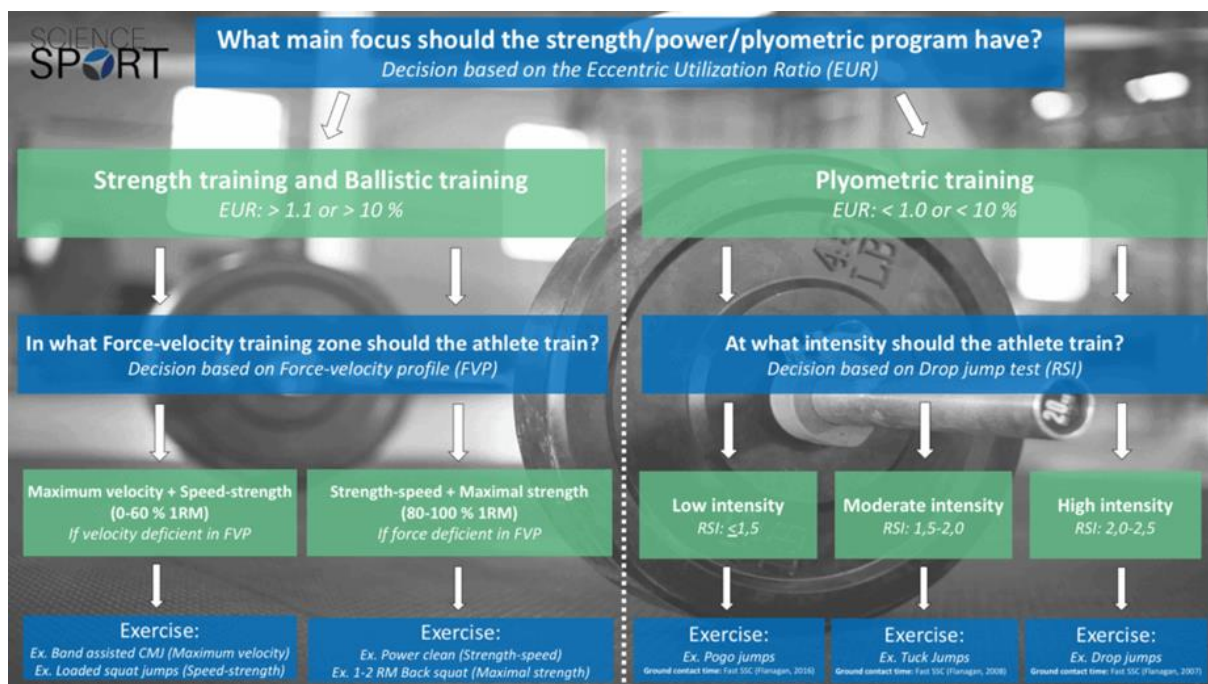 SCIENCE
SPORT
What main focus should the strength/power/plyometric program have?
Decision based on the Eccentric Utilization Ratio (EUR)
Strength training and Ballistic training
EUR: > 1.1 or > 10 %
Plyometric training
EUR: < 1.0 or < 10 %
In what Force-velocity training zone should the athlete train?
Decision based on Force-velocity profile (FVP)
At what intensity should the athlete train?
Decision based on Drop jump test (RSI)
Maximum velocity + Speed-strength
(0-60 % 1RM)
If velocity deficient in FVP
Strength-speed + Maximal strength
(80-100 % 1RM)
If force deficient in FVP
Low intensity
RSI: ≤1,5
Moderate intensity
RSI: 1,5-2,0
High intensity
RSI: 2,0-2,5
Exercise:
Ex. Band assisted CMJ (Maximum velocity)
Ex. Loaded squat jumps (Speed-strength)
Exercise:
Ex. Power clean (Strength-speed)
Ex. 1-2 RM Back squat (Maximal strength)
Exercise:
Ex. Pogo jumps
Ground contact time: Fast SSC (Flanagan, 2016)
Exercise:
Ex. Tuck Jumps
Ground contact time: Fast SSC (Flanagan, 2008)
Exercise:
Ex. Drop jumps
Ground contact time: Fast SSC (Flanagan, 2007)
LB
20